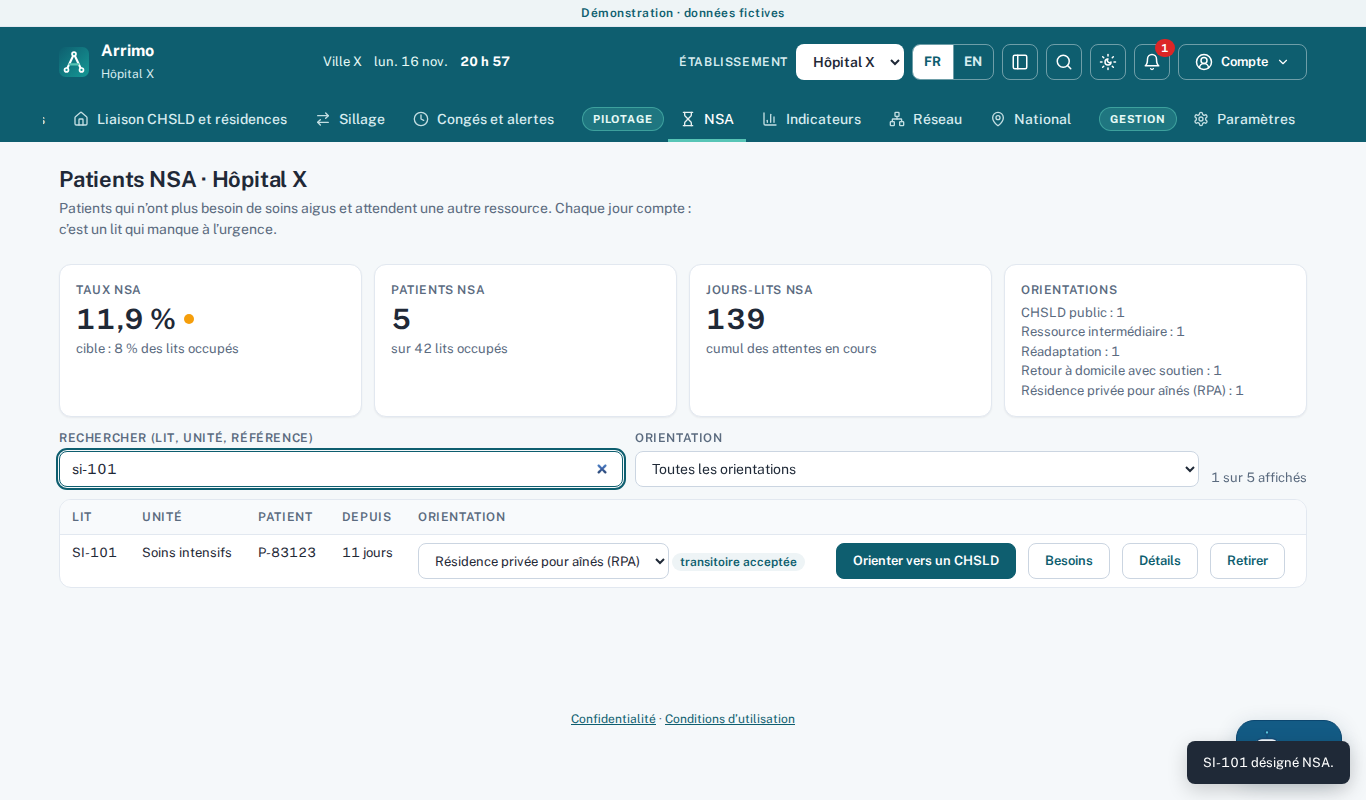 Démonstration · données fictives
Arrimo
Hôpital X
Ville X lun. 16 nov. 20 h 57
ÉTABLISSEMENT
Hôpital X
FR EN
1
Compte
Liaison CHSLD et résidences
Sillage
Congés et alertes
PILOTAGE
NSA
Indicateurs
Réseau
National
GESTION
Paramètres
Patients NSA · Hôpital X
Patients qui n’ont plus besoin de soins aigus et attendent une autre ressource. Chaque jour compte :
c’est un lit qui manque à l’urgence.
TAUX NSA
11,9 %
cible : 8 % des lits occupés
PATIENTS NSA
5
sur 42 lits occupés
JOURS-LITS NSA
139
cumul des attentes en cours
ORIENTATIONS
CHSLD public : 1
Ressource intermédiaire : 1
Réadaptation : 1
Retour à domicile avec soutien : 1
Résidence privée pour aînés (RPA) : 1
RECHERCHER (LIT, UNITÉ, RÉFÉRENCE)
si-101
ORIENTATION
Toutes les orientations
1 sur 5 affichés
LIT UNITÉ PATIENT DEPUIS ORIENTATION
SI-101 Soins intensifs P-83123 11 jours Résidence privée pour aînés (RPA) transitoire acceptée Orienter vers un CHSLD Besoins Détails Retirer
Confidentialité · Conditions d’utilisation
SI-101 désigné NSA.